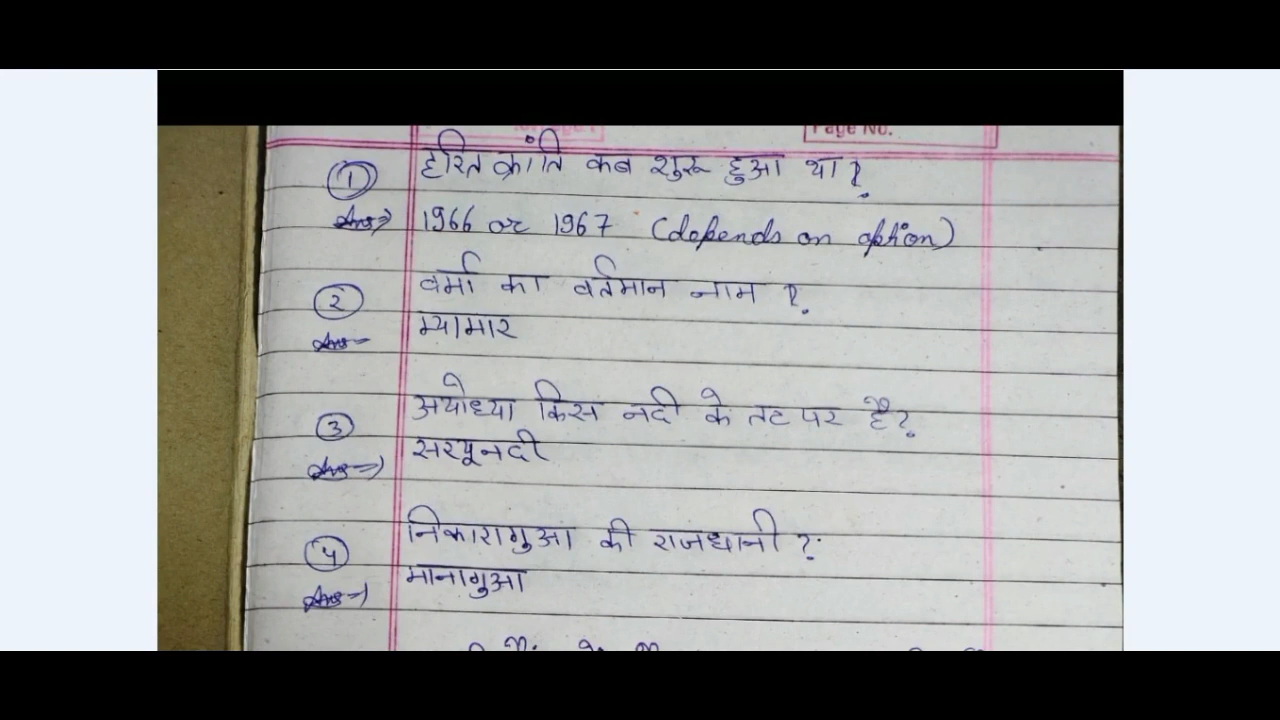 Page No.
① हरित क्रांति कब शुरू हुआ था?
Ans⇒ 1966 or 1967 (depends on option)
② वर्मा का वर्तमान नाम ?
Ans- म्यामार
③ अयोध्या किस नदी के तट पर है?
Ans⇒ सरयू नदी
④ निकारागुआ की राजधानी ?
Ans⇒ मानागुआ